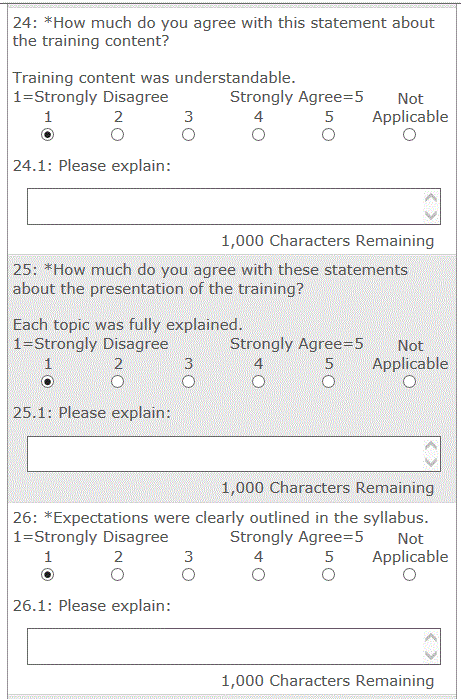 24: *How much do you agree with this statement about
the training content?
Training content was understandable.
1=Strongly Disagree Strongly Agree=5 Not
1 2 3 4 5 Applicable
24.1: Please explain:
1,000 Characters Remaining
25: *How much do you agree with these statements
about the presentation of the training?
Each topic was fully explained.
1=Strongly Disagree Strongly Agree=5 Not
1 2 3 4 5 Applicable
25.1: Please explain:
1,000 Characters Remaining
26: *Expectations were clearly outlined in the syllabus.
1=Strongly Disagree Strongly Agree=5 Not
1 2 3 4 5 Applicable
26.1: Please explain:
1,000 Characters Remaining